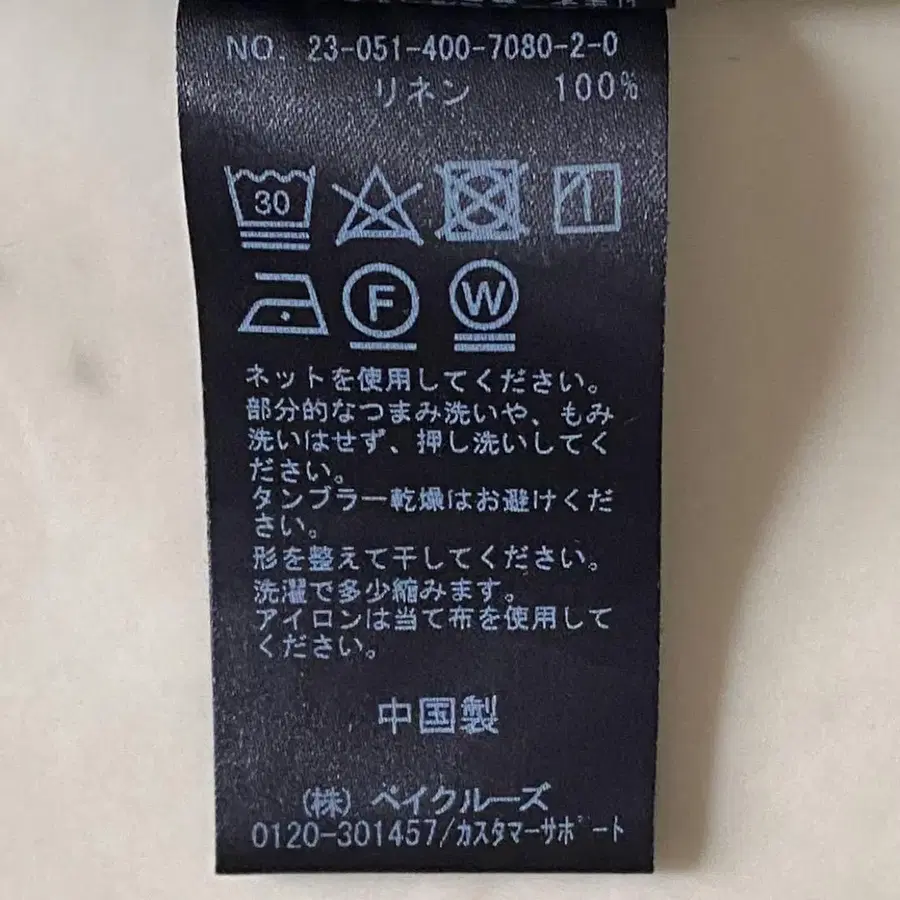 NO. 23-051-400-7080-2-0
リネン 100%
30
F W
ネットを使用してください。
部分的なつまみ洗いや、もみ
洗いはせず、押し洗いしてく
ださい。
タンブラー乾燥はお避けくだ
さい。
形を整えて干してください。
洗濯で多少縮みます。
アイロンは当て布を使用して
ください。
中国製
(株) ベイクルーズ
0120-301457/カスタマーサポート